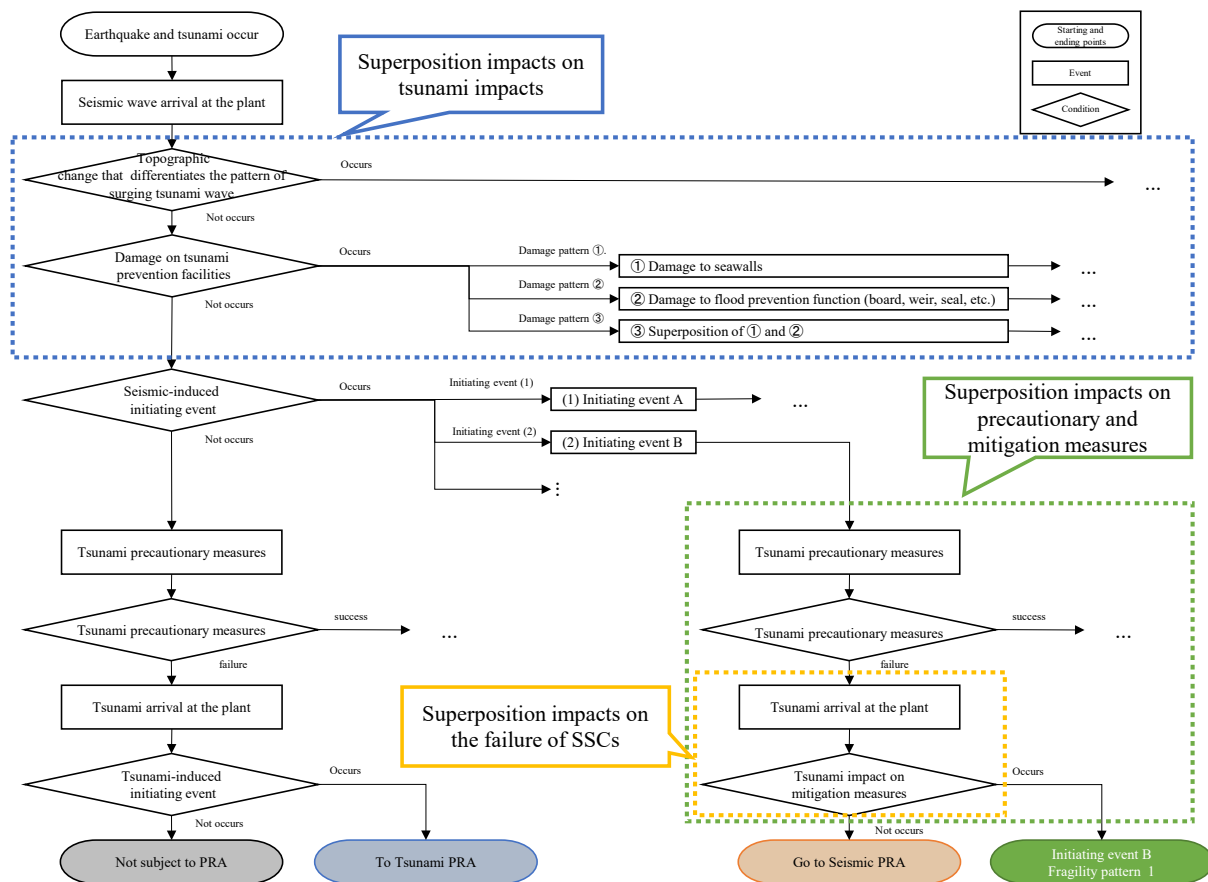 Earthquake and tsunami occur
Superposition impacts on
tsunami impacts
Starting and
ending points
Event
Condition
Seismic wave arrival at the plant
Topographic
change that differentiates the pattern of
surging tsunami wave
Occurs
...
Not occurs
Damage on tsunami
prevention facilities
Occurs
Damage pattern ①.
① Damage to seawalls
...
Damage pattern ②
② Damage to flood prevention function (board, weir, seal, etc.)
...
Damage pattern ③
③ Superposition of ① and ②
...
Not occurs
Seismic-induced
initiating event
Occurs
Initiating event (1)
(1) Initiating event A
...
Initiating event (2)
(2) Initiating event B
⋮
Not occurs
Superposition impacts on
precautionary and
mitigation measures
Tsunami precautionary measures
Tsunami precautionary measures
success
...
failure
Tsunami arrival at the plant
Tsunami-induced
initiating event
Occurs
Not occurs
Not subject to PRA
To Tsunami PRA
Tsunami precautionary measures
Tsunami precautionary measures
success
...
failure
Superposition impacts on
the failure of SSCs
Tsunami arrival at the plant
Tsunami impact on
mitigation measures
Occurs
Not occurs
Go to Seismic PRA
Initiating event B
Fragility pattern 1